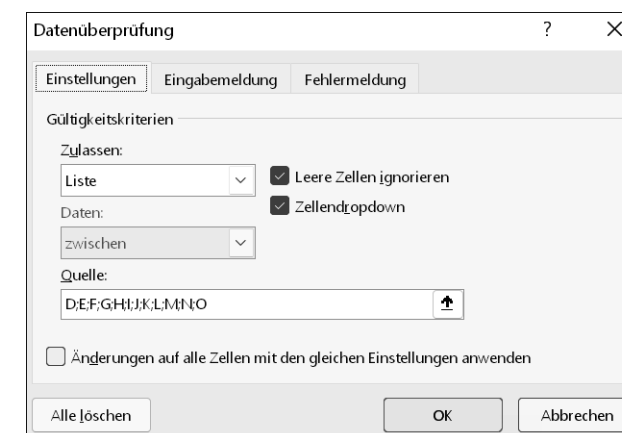 Datenüberprüfung ?
Einstellungen Eingabemeldung Fehlermeldung
Gültigkeitskriterien
Zulassen:
Liste Leere Zellen ignorieren
Daten: Zellendropdown
zwischen
Quelle:
D;E;F;G;H;I;J;K;L;M;N;O
Änderungen auf alle Zellen mit den gleichen Einstellungen anwenden
Alle löschen OK Abbrechen